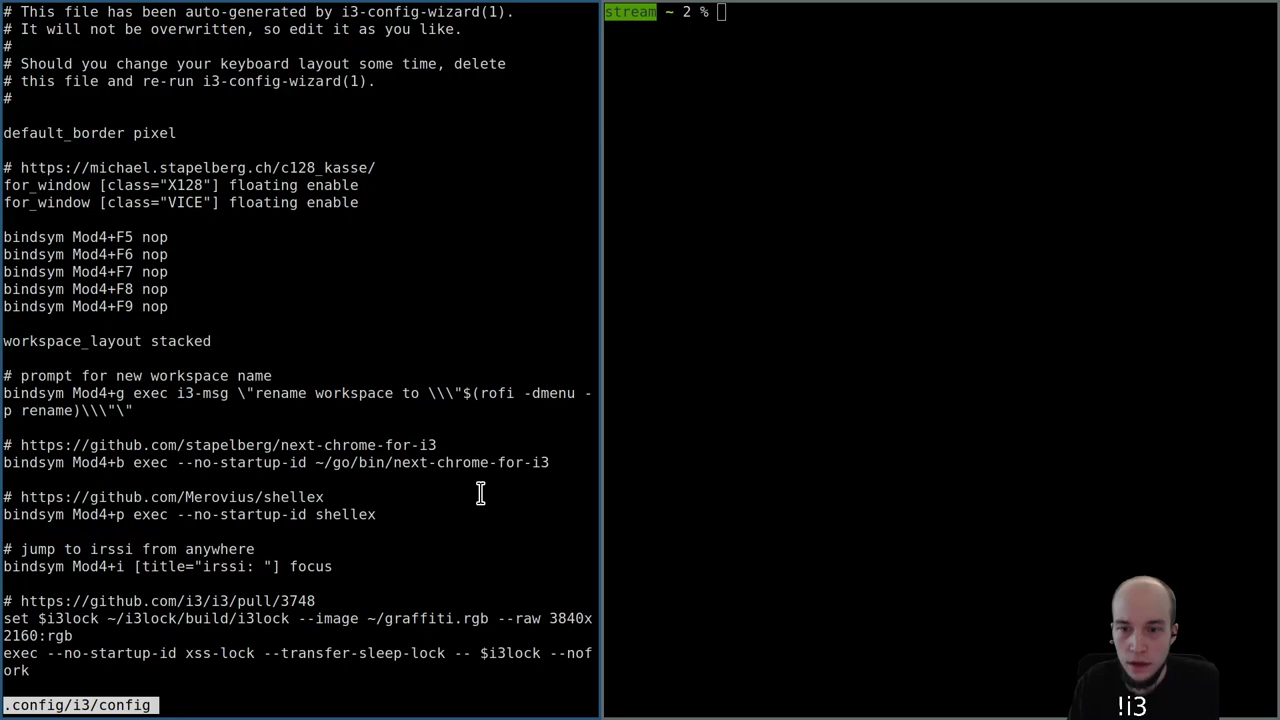 # This file has been auto-generated by i3-config-wizard(1).
# It will not be overwritten, so edit it as you like.
#
# Should you change your keyboard layout some time, delete
# this file and re-run i3-config-wizard(1).
#
default_border pixel
# https://michael.stapelberg.ch/c128_kasse/
for_window [class="X128"] floating enable
for_window [class="VICE"] floating enable
bindsym Mod4+F5 nop
bindsym Mod4+F6 nop
bindsym Mod4+F7 nop
bindsym Mod4+F8 nop
bindsym Mod4+F9 nop
workspace_layout stacked
# prompt for new workspace name
bindsym Mod4+g exec i3-msg \"rename workspace to \\\"$(rofi -dmenu -
p rename)\\\"\"
# https://github.com/stapelberg/next-chrome-for-i3
bindsym Mod4+b exec --no-startup-id ~/go/bin/next-chrome-for-i3
# https://github.com/Merovius/shellex
bindsym Mod4+p exec --no-startup-id shellex
# jump to irssi from anywhere
bindsym Mod4+i [title="irssi: "] focus
# https://github.com/i3/i3/pull/3748
set $i3lock ~/i3lock/build/i3lock --image ~/graffiti.rgb --raw 3840x
2160:rgb
exec --no-startup-id xss-lock --transfer-sleep-lock -- $i3lock --nof
ork
.config/i3/config
stream ~ 2 %
!i3